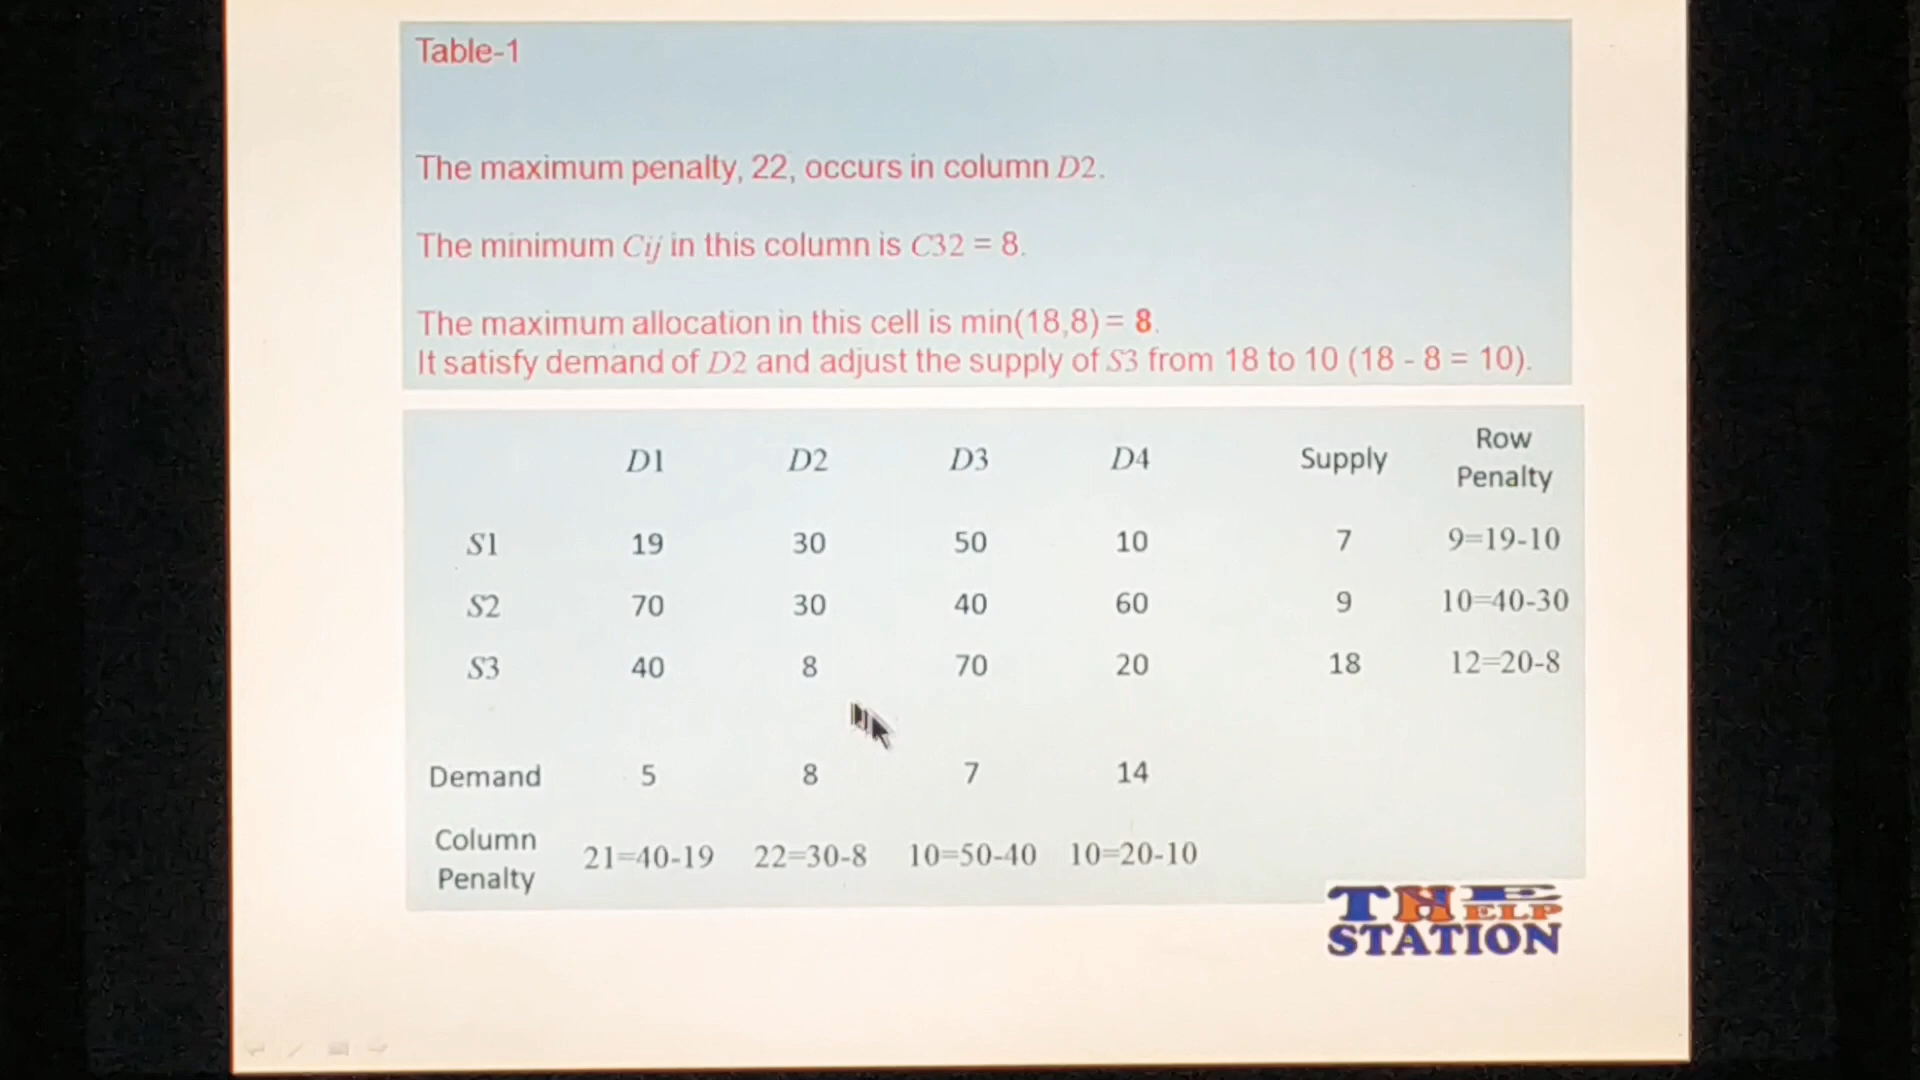 Table-1
The maximum penalty, 22, occurs in column D2.
The minimum Cij in this column is C32 = 8.
The maximum allocation in this cell is min(18,8) = 8.
It satisfy demand of D2 and adjust the supply of S3 from 18 to 10 (18 - 8 = 10).
D1 D2 D3 D4 Supply Row Penalty
S1 19 30 50 10 7 9=19-10
S2 70 30 40 60 9 10=40-30
S3 40 8 70 20 18 12=20-8
Demand 5 8 7 14
Column Penalty 21=40-19 22=30-8 10=50-40 10=20-10
THE HELP
STATION